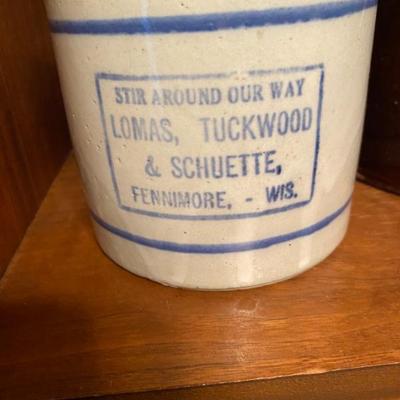 STIR AROUND OUR WAY
LOMAS, TUCKWOOD
& SCHUETTE,
FENNIMORE, - WIS.